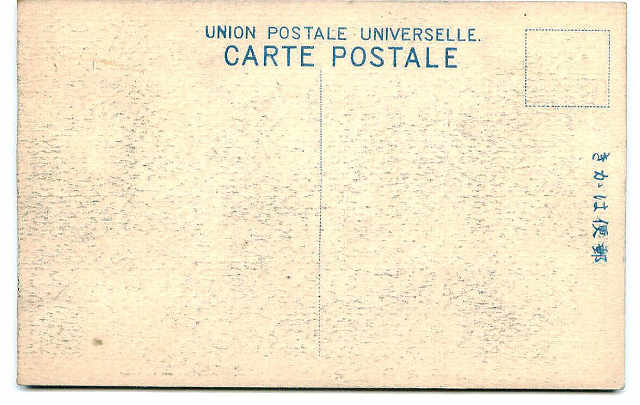 UNION POSTALE UNIVERSELLE.
CARTE POSTALE
郵便はかき